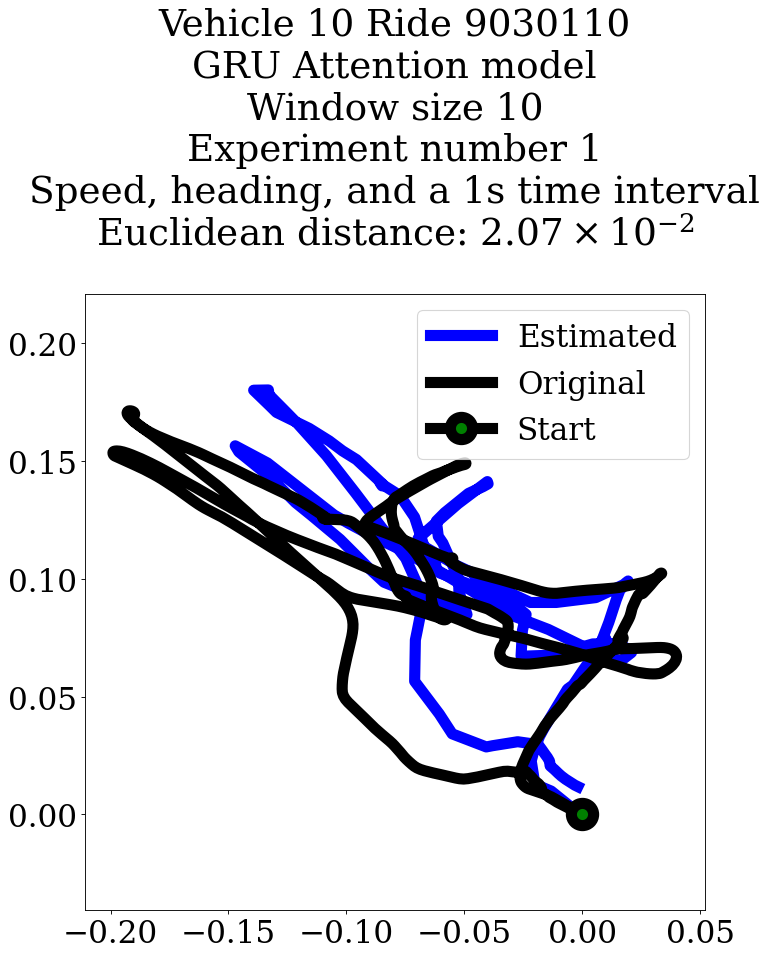 Vehicle 10 Ride 9030110
GRU Attention model
Window size 10
Experiment number 1
Speed, heading, and a 1s time interval
Euclidean distance: 2.07 × 10⁻²
Estimated
Original
Start
0.20
0.15
0.10
0.05
0.00
−0.20 −0.15 −0.10 −0.05 0.00 0.05